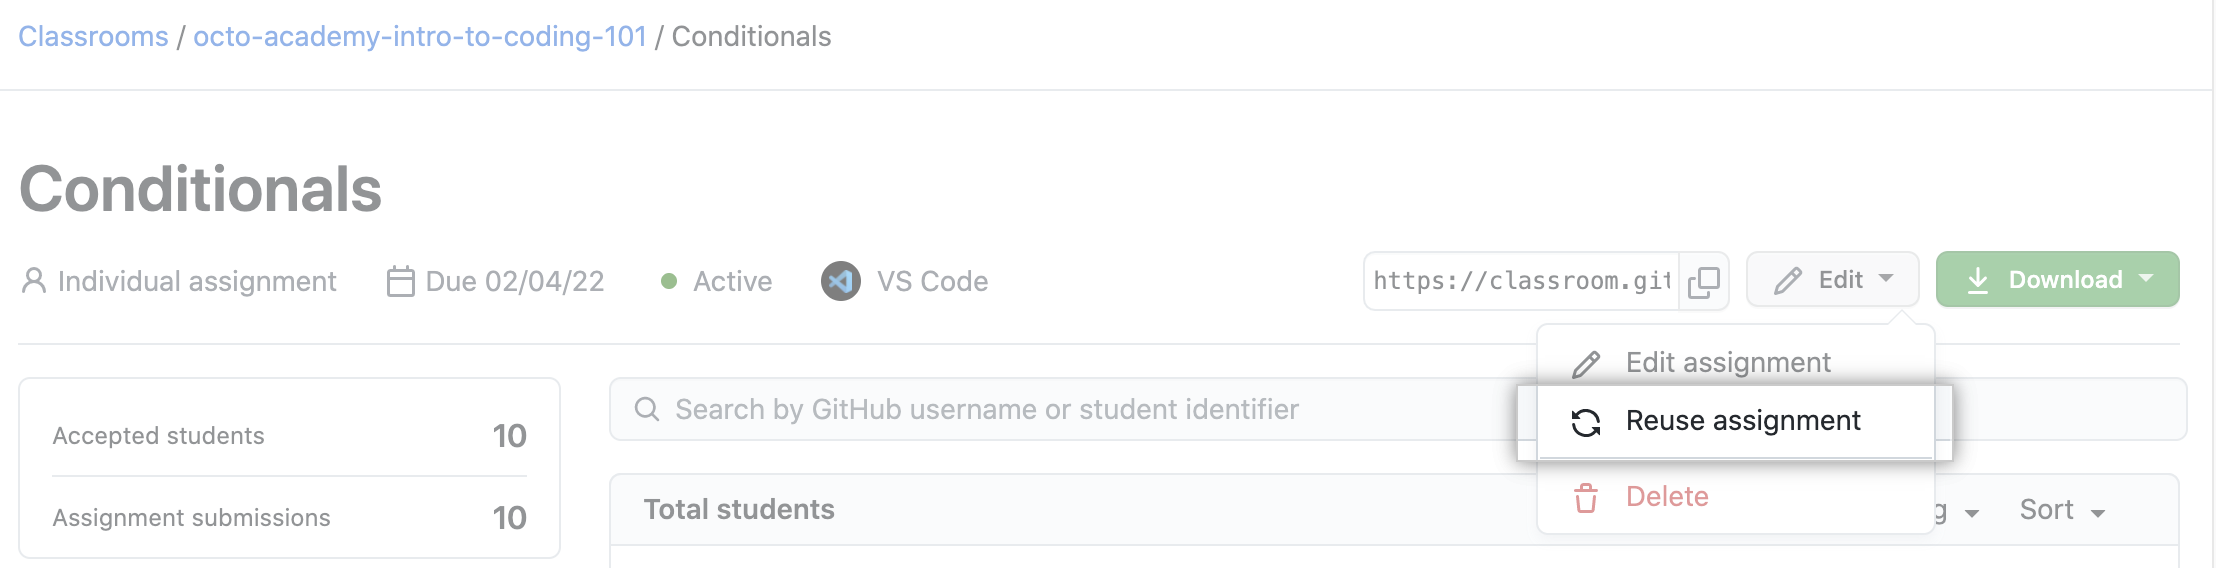 Classrooms / octo-academy-intro-to-coding-101 / Conditionals
Conditionals
Individual assignment Due 02/04/22 Active VS Code https://classroom.git Edit Download
Edit assignment
Reuse assignment
Delete
Accepted students 10
Assignment submissions 10
Search by GitHub username or student identifier
Total students Sort